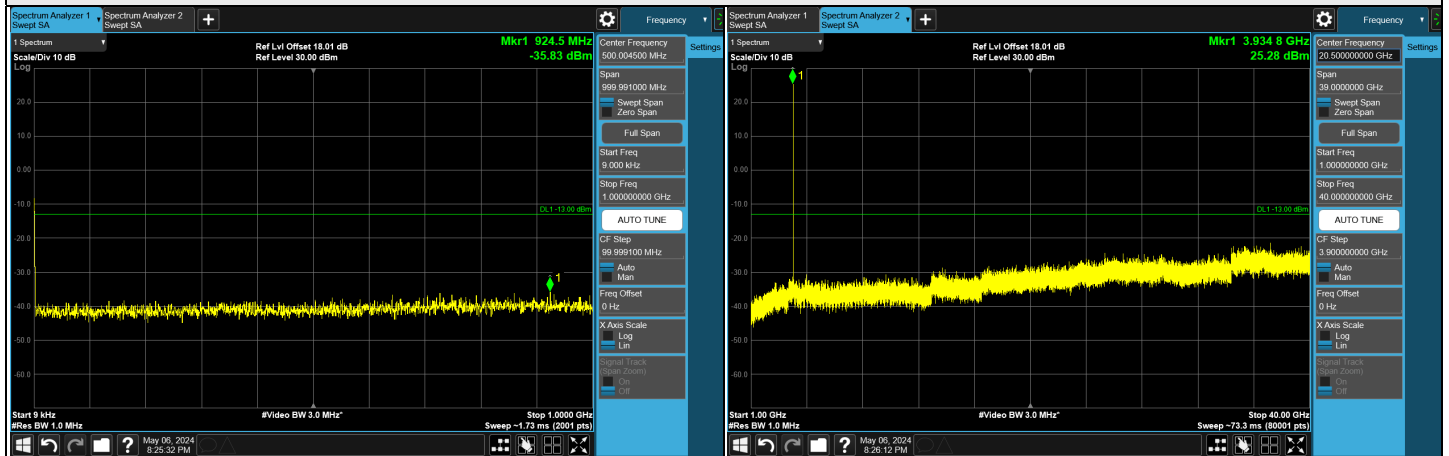 Spectrum Analyzer 1
Swept SA
Spectrum Analyzer 2
Swept SA
+
Frequency
1 Spectrum
Scale/Div 10 dB
Log
Ref Lvl Offset 18.01 dB
Ref Level 30.00 dBm
Mkr1 924.5 MHz
-35.83 dBm
20.0
10.0
0.00
-10.0
-20.0
-30.0
-40.0
-50.0
-60.0
DL1 -13.00 dBm
1
Start 9 kHz
#Res BW 1.0 MHz
#Video BW 3.0 MHz*
Stop 1.0000 GHz
Sweep ~1.73 ms (2001 pts)
Center Frequency
500.004500 MHz
Settings
Span
999.991000 MHz
Swept Span
Zero Span
Full Span
Start Freq
9.000 kHz
Stop Freq
1.000000000 GHz
AUTO TUNE
CF Step
99.999100 MHz
Auto
Man
Freq Offset
0 Hz
X Axis Scale
Log
Lin
Signal Track
(Span Zoom)
On
Off
?
May 06, 2024
8:25:32 PM
Spectrum Analyzer 1
Swept SA
Spectrum Analyzer 2
Swept SA
+
Frequency
1 Spectrum
Scale/Div 10 dB
Log
Ref Lvl Offset 18.01 dB
Ref Level 30.00 dBm
Mkr1 3.934 8 GHz
25.28 dBm
1
20.0
10.0
0.00
-10.0
-20.0
-30.0
-40.0
-50.0
-60.0
DL1 -13.00 dBm
Start 1.00 GHz
#Res BW 1.0 MHz
#Video BW 3.0 MHz*
Stop 40.00 GHz
Sweep ~73.3 ms (80001 pts)
Center Frequency
20.500000000 GHz
Settings
Span
39.0000000 GHz
Swept Span
Zero Span
Full Span
Start Freq
1.000000000 GHz
Stop Freq
40.000000000 GHz
AUTO TUNE
CF Step
3.900000000 GHz
Auto
Man
Freq Offset
0 Hz
X Axis Scale
Log
Lin
Signal Track
(Span Zoom)
On
Off
?
May 06, 2024
8:26:12 PM